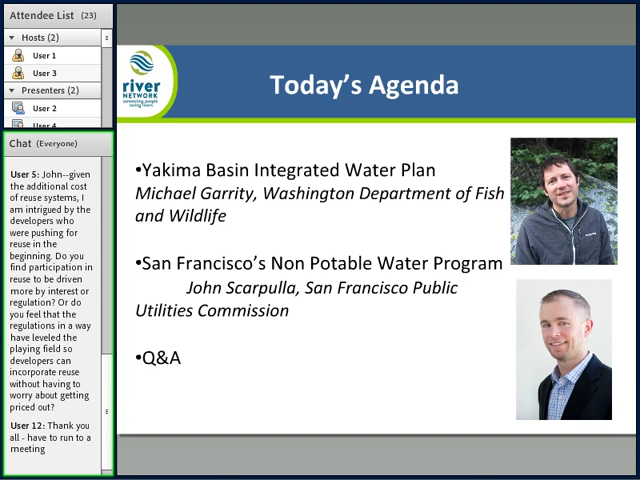 Attendee List (23)
Hosts (2)
User 1
User 3
Presenters (2)
User 2
User 4
Chat (Everyone)
User 5: John--given
the additional cost
of reuse systems, I
am intrigued by the
developers who
were pushing for
reuse in the
beginning. Do you
find participation in
reuse to be driven
more by interest or
regulation? Or do
you feel that the
regulations in a way
have leveled the
playing field so
developers can
incorporate reuse
without having to
worry about getting
priced out?
User 12: Thank you
all - have to run to a
meeting
river
NETWORK
connecting people
saving rivers
Today's Agenda
•Yakima Basin Integrated Water Plan
Michael Garrity, Washington Department of Fish
and Wildlife
•San Francisco's Non Potable Water Program
John Scarpulla, San Francisco Public
Utilities Commission
•Q&A